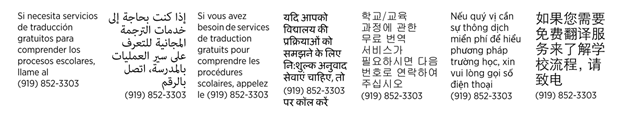 Si necesita servicios
de traducción
gratuitos para
comprender los
procesos escolares,
llame al
(919) 852-3303
إذا كنت بحاجة إلى
خدمات الترجمة
المجانية للتعرف
على سير العمليات
بالمدرسة، اتصل
بالرقم
(919) 852-3303
Si vous avez
besoin de services
de traduction
gratuits pour
comprendre les
procédures
scolaires, appelez
le (919) 852-3303
यदि आपको
विद्यालय की
प्रक्रियाओं को
समझने के लिए
निःशुल्क अनुवाद
सेवाएं चाहिए, तो
(919) 852-3303
पर कॉल करें
학교/교육
과정에 관한
무료 번역
서비스가
필요하시면 다음
번호로 연락하여
주십시오
(919) 852-3303
Nếu quý vị cần
sự thông dịch
miễn phí để hiểu
phương pháp
trường học, xin
vui lòng gọi số
điện thoại
(919) 852-3303
如果您需要
免费翻译服
务来了解学
校流程，请
致电
(919) 852-3303